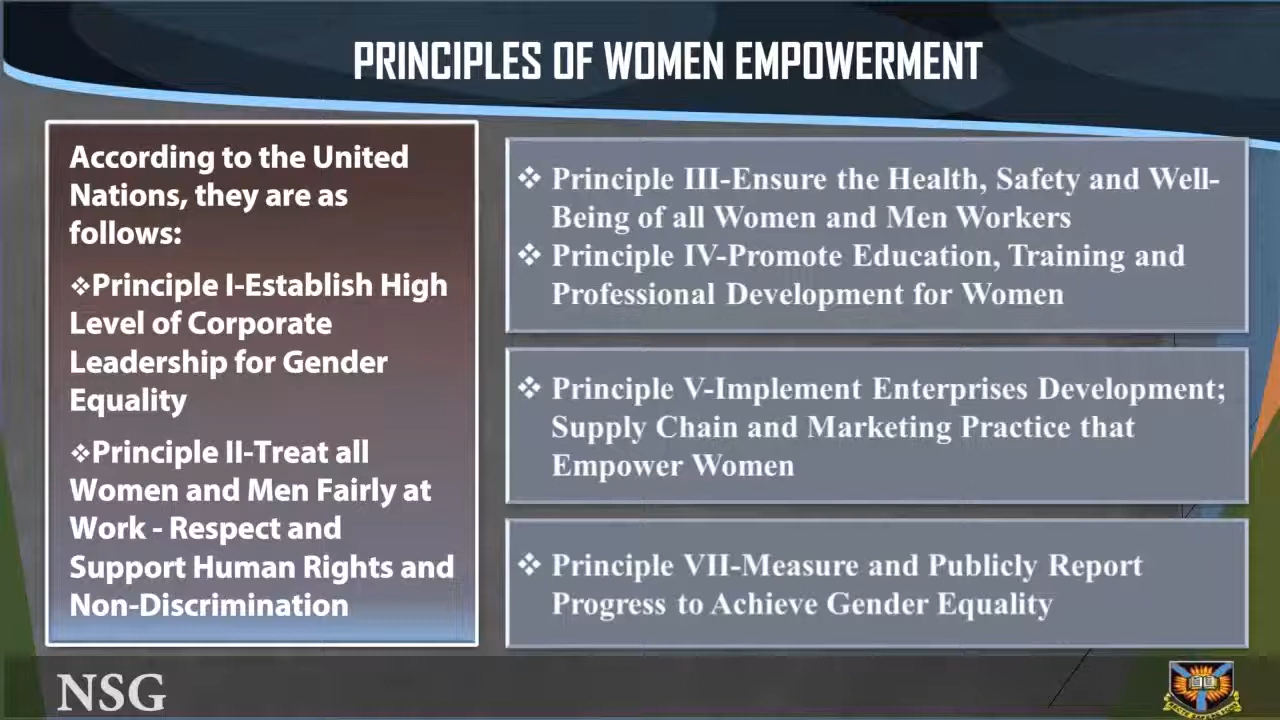 PRINCIPLES OF WOMEN EMPOWERMENT
According to the United
Nations, they are as
follows:
❖Principle I-Establish High
Level of Corporate
Leadership for Gender
Equality
❖Principle II-Treat all
Women and Men Fairly at
Work - Respect and
Support Human Rights and
Non-Discrimination
❖ Principle III-Ensure the Health, Safety and Well-
Being of all Women and Men Workers
❖ Principle IV-Promote Education, Training and
Professional Development for Women
❖ Principle V-Implement Enterprises Development;
Supply Chain and Marketing Practice that
Empower Women
❖ Principle VII-Measure and Publicly Report
Progress to Achieve Gender Equality
NSG